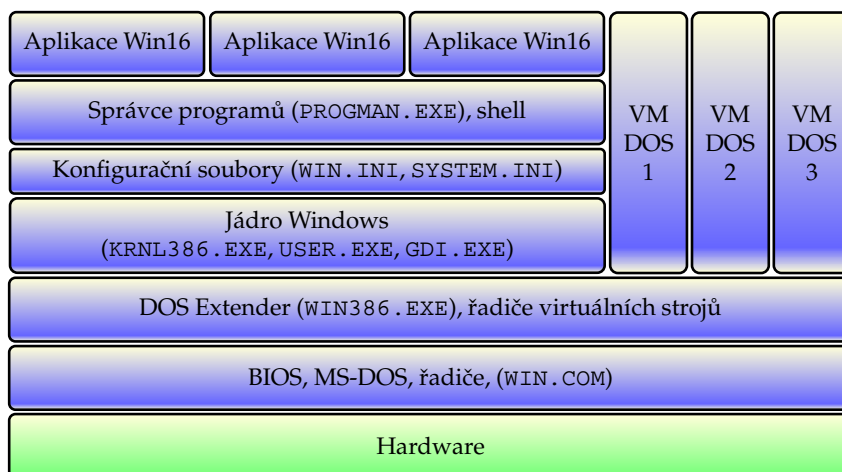 Aplikace Win16
Aplikace Win16
Aplikace Win16
Správce programů (PROGMAN.EXE), shell
Konfigurační soubory (WIN.INI, SYSTEM.INI)
Jádro Windows
(KRNL386.EXE, USER.EXE, GDI.EXE)
VM
DOS
1
VM
DOS
2
VM
DOS
3
DOS Extender (WIN386.EXE), řadiče virtuálních strojů
BIOS, MS-DOS, řadiče, (WIN.COM)
Hardware